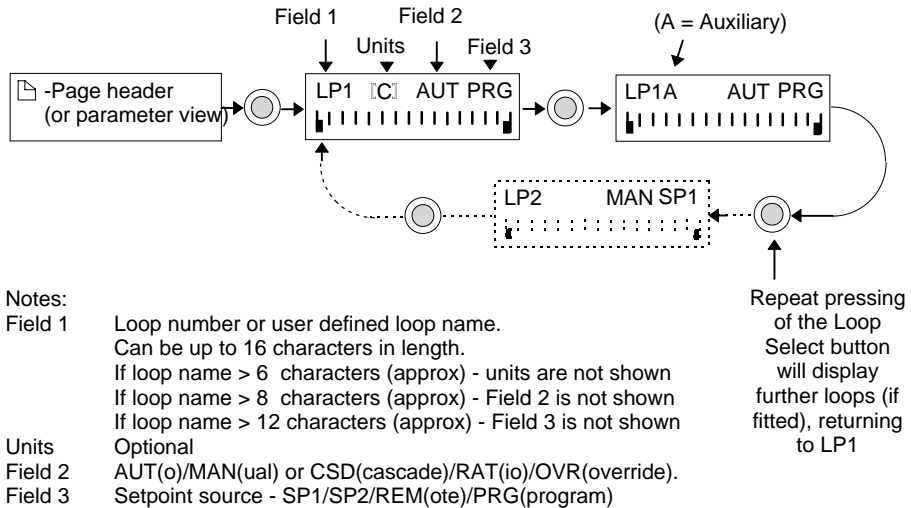 Field 1
Field 2
(A = Auxiliary)
Units
Field 3
-Page header
(or parameter view)
LP1 [C] AUT PRG
LP1A AUT PRG
LP2 MAN SP1
Repeat pressing
of the Loop
Select button
will display
further loops (if
fitted), returning
to LP1
Notes:
Field 1 Loop number or user defined loop name.
Can be up to 16 characters in length.
If loop name > 6 characters (approx) - units are not shown
If loop name > 8 characters (approx) - Field 2 is not shown
If loop name > 12 characters (approx) - Field 3 is not shown
Units Optional
Field 2 AUT(o)/MAN(ual) or CSD(cascade)/RAT(io)/OVR(override).
Field 3 Setpoint source - SP1/SP2/REM(ote)/PRG(program)